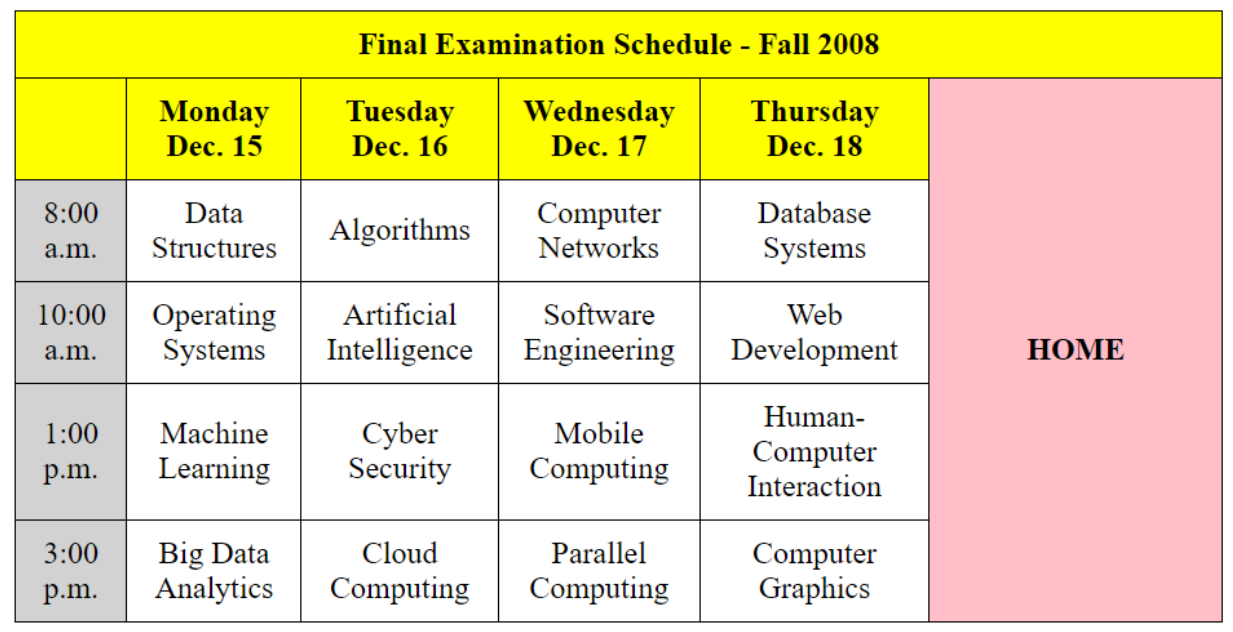 Final Examination Schedule - Fall 2008
Monday
Dec. 15
Tuesday
Dec. 16
Wednesday
Dec. 17
Thursday
Dec. 18
HOME
8:00
a.m.
Data
Structures
Algorithms
Computer
Networks
Database
Systems
10:00
a.m.
Operating
Systems
Artificial
Intelligence
Software
Engineering
Web
Development
1:00
p.m.
Machine
Learning
Cyber
Security
Mobile
Computing
Human-
Computer
Interaction
3:00
p.m.
Big Data
Analytics
Cloud
Computing
Parallel
Computing
Computer
Graphics